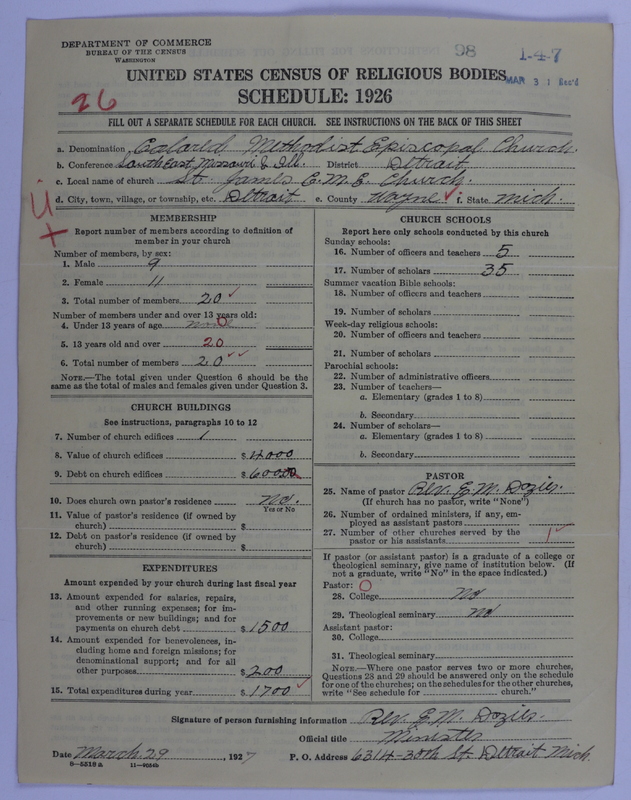 DEPARTMENT OF COMMERCE
BUREAU OF THE CENSUS
WASHINGTON
98
1-4-7
UNITED STATES CENSUS OF RELIGIOUS BODIES
MAR 31 Rec'd
SCHEDULE: 1926
26
FILL OUT A SEPARATE SCHEDULE FOR EACH CHURCH. SEE INSTRUCTIONS ON THE BACK OF THIS SHEET
a. Denomination Colored Methodist Episcopal Church.
b. Conference South East, Missouri & Ill. District Detroit
c. Local name of church St. James C. M. E. Church.
d. City, town, village, or township, etc. Detroit e. County Wayne f. State Mich.
MEMBERSHIP
Report number of members according to definition of
member in your church
Number of members, by sex:
1. Male 9
2. Female 11
3. Total number of members 20
Number of members under and over 13 years old:
4. Under 13 years of age none
5. 13 years old and over 20
6. Total number of members 20
NOTE.—The total given under Question 6 should be the
same as the total of males and females given under Question 3.
CHURCH BUILDINGS
See instructions, paragraphs 10 to 12
7. Number of church edifices 1
8. Value of church edifices $4000
9. Debt on church edifices $600.00
10. Does church own pastor's residence No.
Yes or No
11. Value of pastor's residence (if owned by
church) $
12. Debt on pastor's residence (if owned by
church) $
EXPENDITURES
Amount expended by your church during last fiscal year
13. Amount expended for salaries, repairs,
and other running expenses; for im-
provements or new buildings; and for
payments on church debt $1500
14. Amount expended for benevolences, in-
cluding home and foreign missions; for
denominational support; and for all
other purposes $200
15. Total expenditures during year $1700
CHURCH SCHOOLS
Report here only schools conducted by this church
Sunday schools:
16. Number of officers and teachers 5
17. Number of scholars 35
Summer vacation Bible schools:
18. Number of officers and teachers
19. Number of scholars
Week-day religious schools:
20. Number of officers and teachers
21. Number of scholars
Parochial schools:
22. Number of administrative officers
23. Number of teachers—
a. Elementary (grades 1 to 8)
b. Secondary
24. Number of scholars—
a. Elementary (grades 1 to 8)
b. Secondary
PASTOR
25. Name of pastor Rev. E. M. Dozier.
(If church has no pastor, write "None")
26. Number of ordained ministers, if any, em-
ployed as assistant pastors
27. Number of other churches served by the
pastor or his assistants 1
If pastor (or assistant pastor) is a graduate of a college or
theological seminary, give name of institution below. (If
not a graduate, write "No" in the space indicated.)
Pastor: 0
28. College No
29. Theological seminary No
Assistant pastor:
30. College
31. Theological seminary
NOTE.—Where one pastor serves two or more churches,
Questions 28 and 29 should be answered only on the schedule
for one of the churches; on the schedules for the other churches,
write "See schedule for church."
Signature of person furnishing information Rev. E. M. Dozier.
Official title Minister
Date March 29, 1927 P. O. Address 6314-30th St. Detroit Mich.
8-5518 a 11-9054b